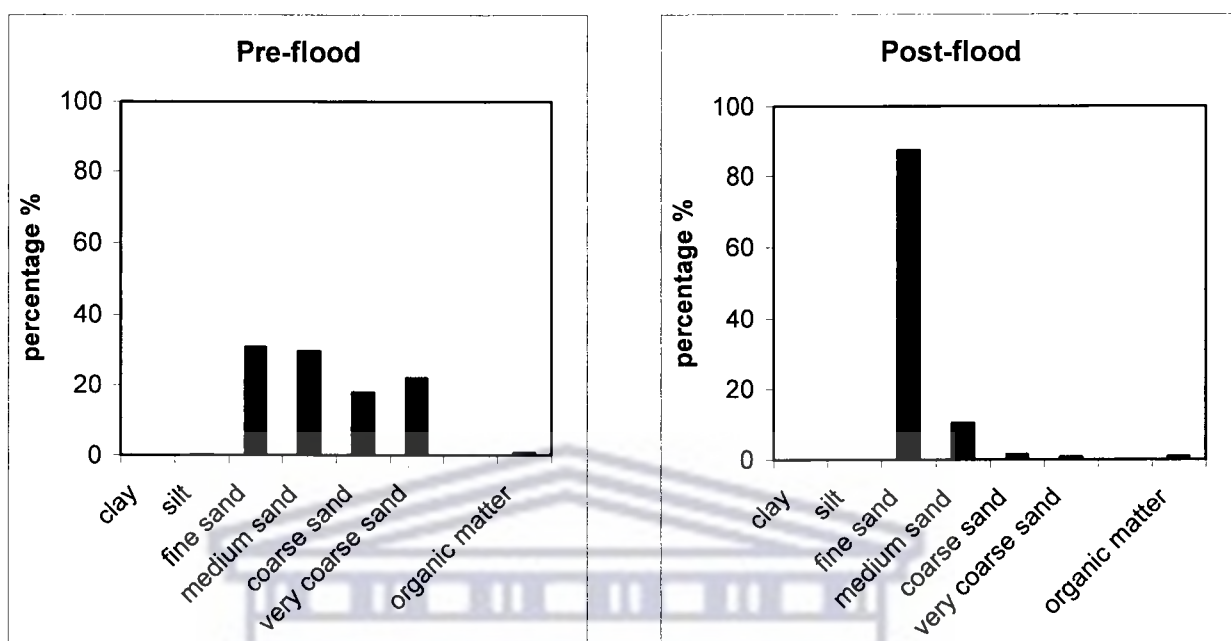 Pre-flood
percentage %
100
80
60
40
20
0
clay
silt
fine sand
medium sand
coarse sand
very coarse sand
organic matter
Post-flood
percentage %
100
80
60
40
20
0
clay
silt
fine sand
medium sand
coarse sand
very coarse sand
organic matter